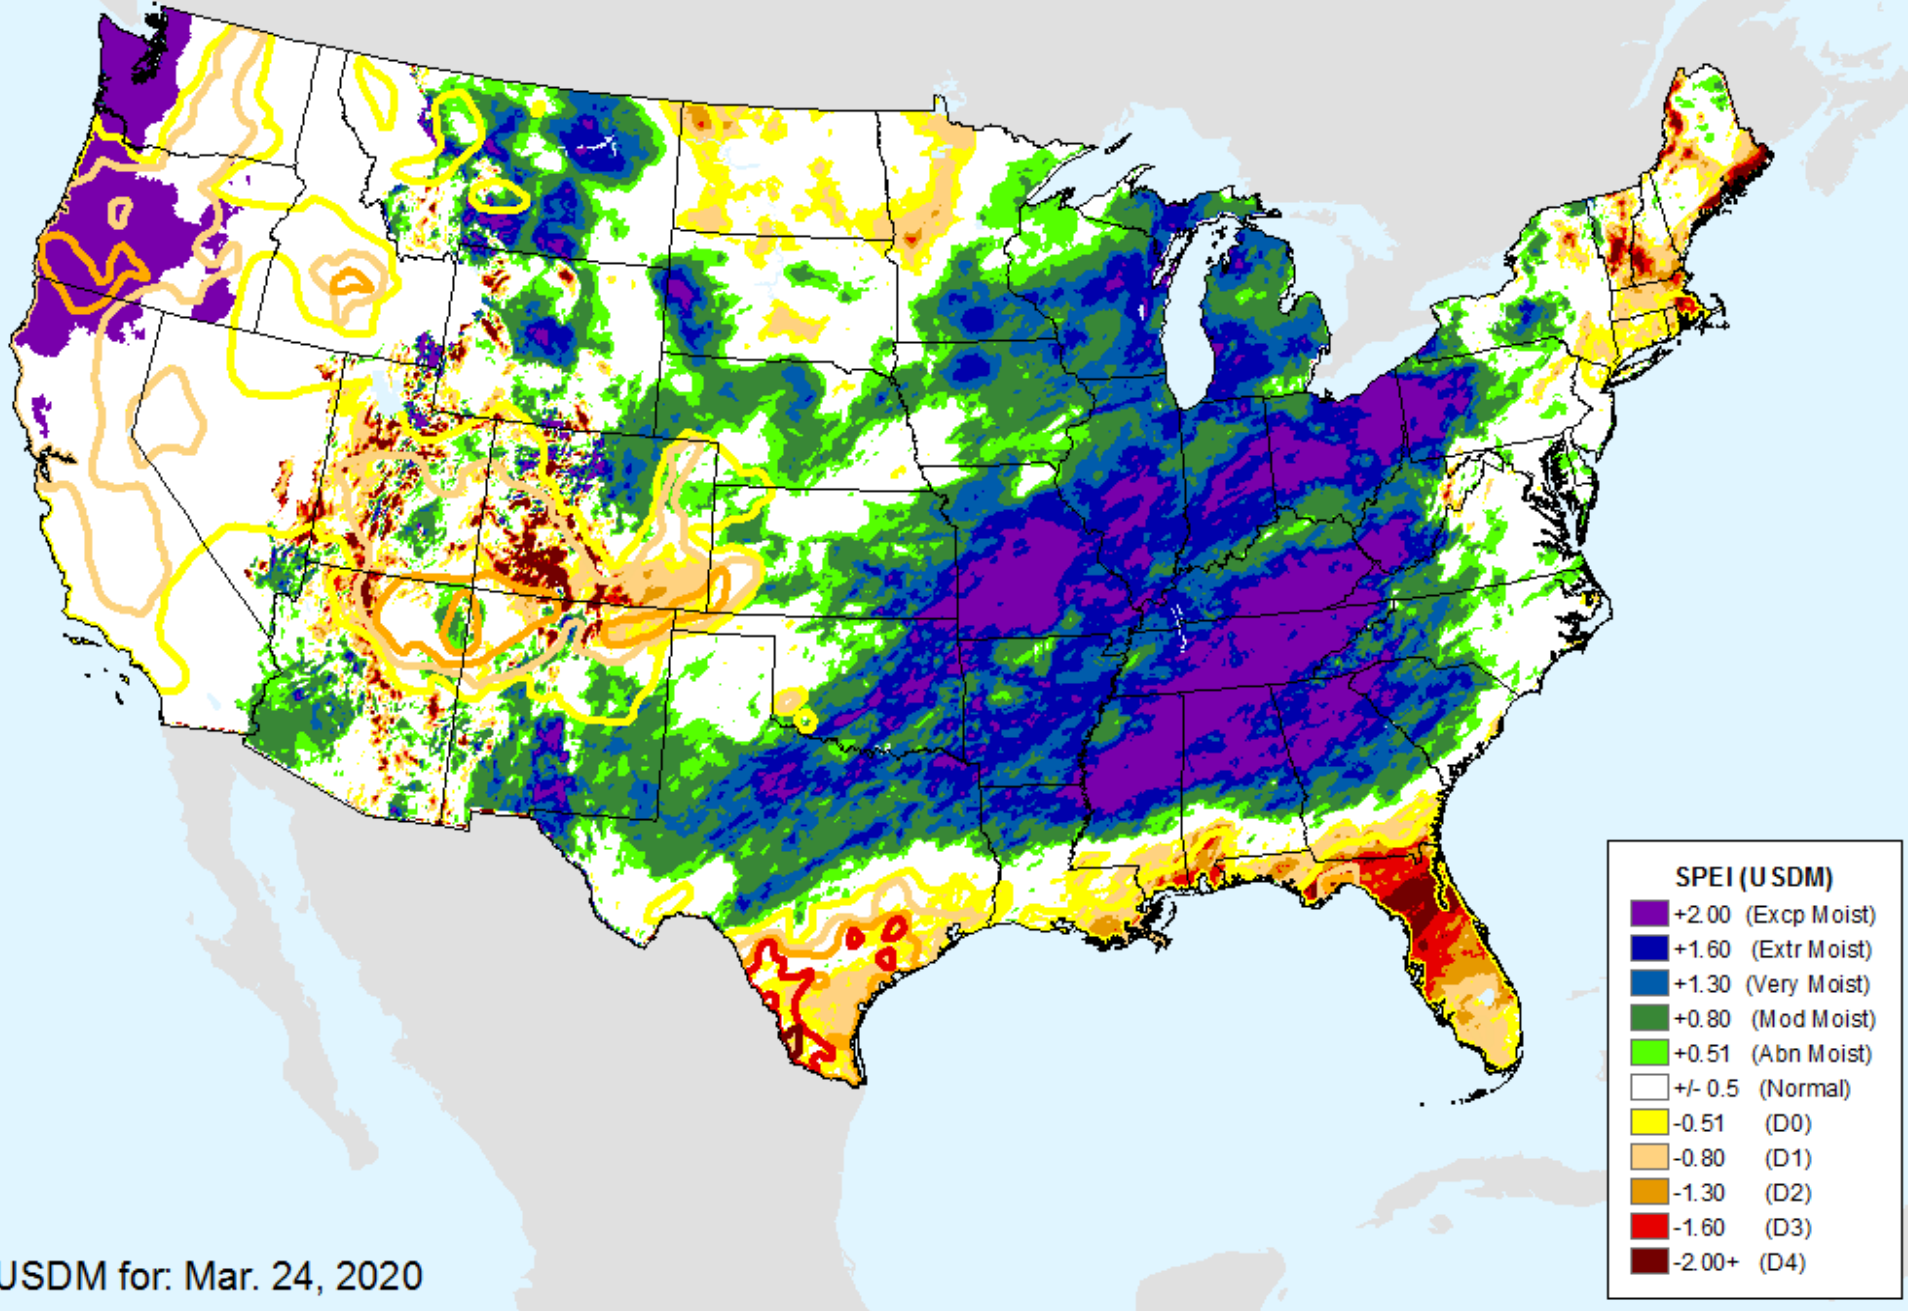 SPEI (USDM)
+2.00 (Excp Moist)
+1.60 (Extr Moist)
+1.30 (Very Moist)
+0.80 (Mod Moist)
+0.51 (Abn Moist)
+/- 0.5 (Normal)
-0.51 (D0)
-0.80 (D1)
-1.30 (D2)
-1.60 (D3)
-2.00+ (D4)
USDM for: Mar. 24, 2020